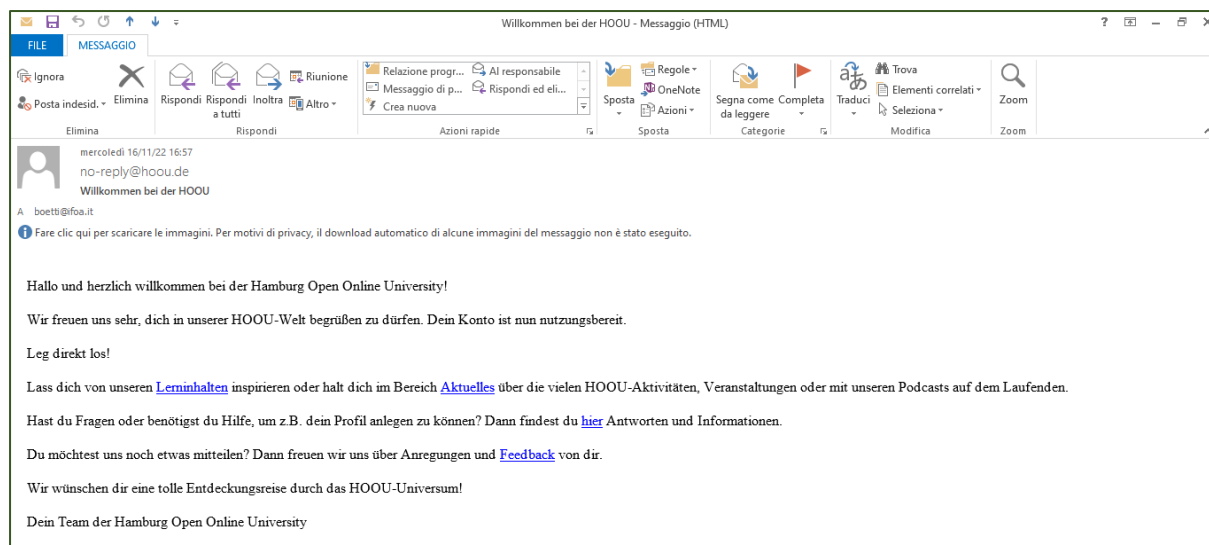 Willkommen bei der HOOU - Messaggio (HTML)
FILE MESSAGGIO
Ignora
Posta indesid.
Elimina
Elimina
Rispondi Rispondi a tutti Inoltra
Riunione
Altro
Rispondi
Relazione progr... Al responsabile
Messaggio di p... Rispondi ed eli...
Crea nuova
Azioni rapide
Sposta
Regole
OneNote
Azioni
Sposta
Segna come da leggere Completa
Categorie
Traduci
Trova
Elementi correlati
Seleziona
Modifica
Zoom
Zoom
mercoledì 16/11/22 16:57
no-reply@hoou.de
Willkommen bei der HOOU
A boetti@ifoa.it
Fare clic qui per scaricare le immagini. Per motivi di privacy, il download automatico di alcune immagini del messaggio non è stato eseguito.
Hallo und herzlich willkommen bei der Hamburg Open Online University!
Wir freuen uns sehr, dich in unserer HOOU-Welt begrüßen zu dürfen. Dein Konto ist nun nutzungsbereit.
Leg direkt los!
Lass dich von unseren Lerninhalten inspirieren oder halt dich im Bereich Aktuelles über die vielen HOOU-Aktivitäten, Veranstaltungen oder mit unseren Podcasts auf dem Laufenden.
Hast du Fragen oder benötigst du Hilfe, um z.B. dein Profil anlegen zu können? Dann findest du hier Antworten und Informationen.
Du möchtest uns noch etwas mitteilen? Dann freuen wir uns über Anregungen und Feedback von dir.
Wir wünschen dir eine tolle Entdeckungsreise durch das HOOU-Universum!
Dein Team der Hamburg Open Online University